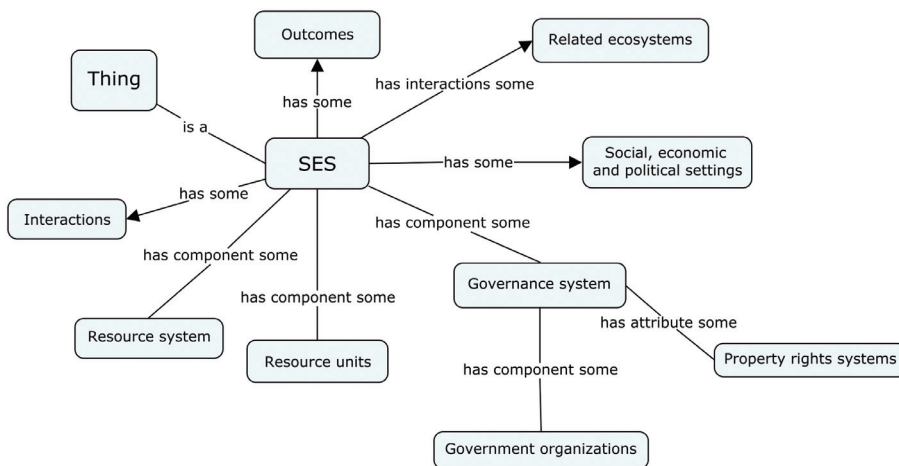 Outcomes
Related ecosystems
Thing
has interactions some
has some
is a
SES
has some
Social, economic
and political settings
has some
Interactions
has component some
has component some
Governance system
has component some
has attribute some
Resource system
Resource units
Property rights systems
has component some
Government organizations